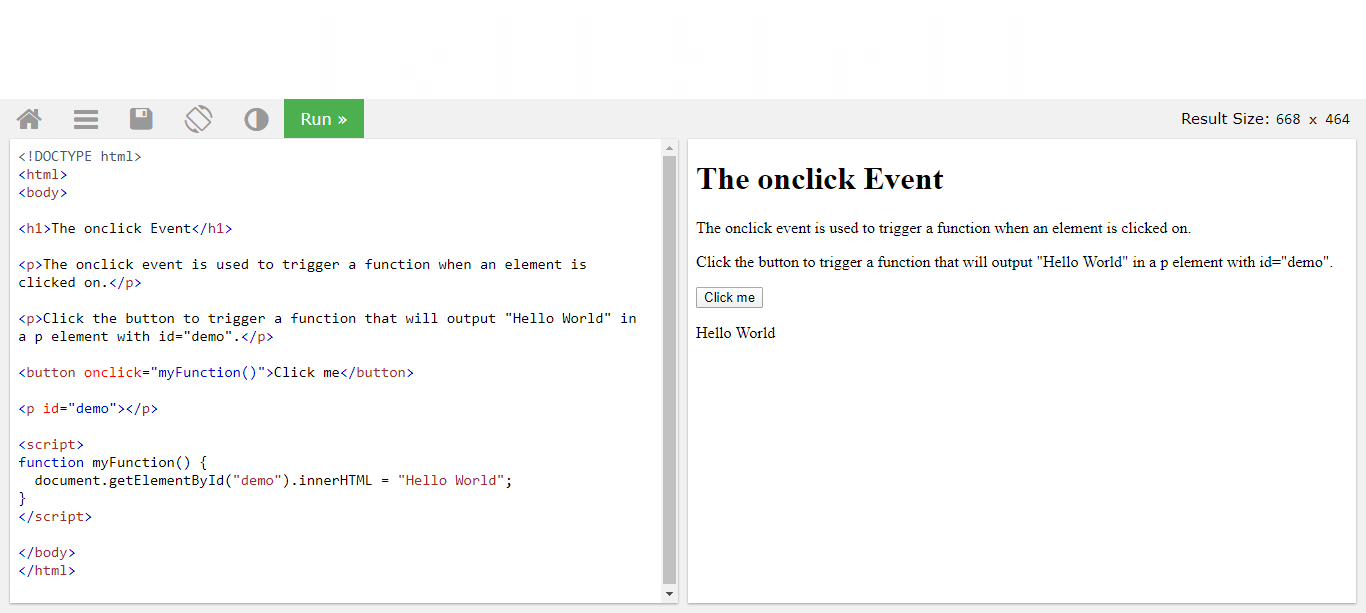 Run »
Result Size: 668 x 464
<!DOCTYPE html>
<html>
<body>
<h1>The onclick Event</h1>
<p>The onclick event is used to trigger a function when an element is
clicked on.</p>
<p>Click the button to trigger a function that will output "Hello World" in
a p element with id="demo".</p>
<button onclick="myFunction()">Click me</button>
<p id="demo"></p>
<script>
function myFunction() {
  document.getElementById("demo").innerHTML = "Hello World";
}
</script>
</body>
</html>
The onclick Event
The onclick event is used to trigger a function when an element is clicked on.
Click the button to trigger a function that will output "Hello World" in a p element with id="demo".
Click me
Hello World